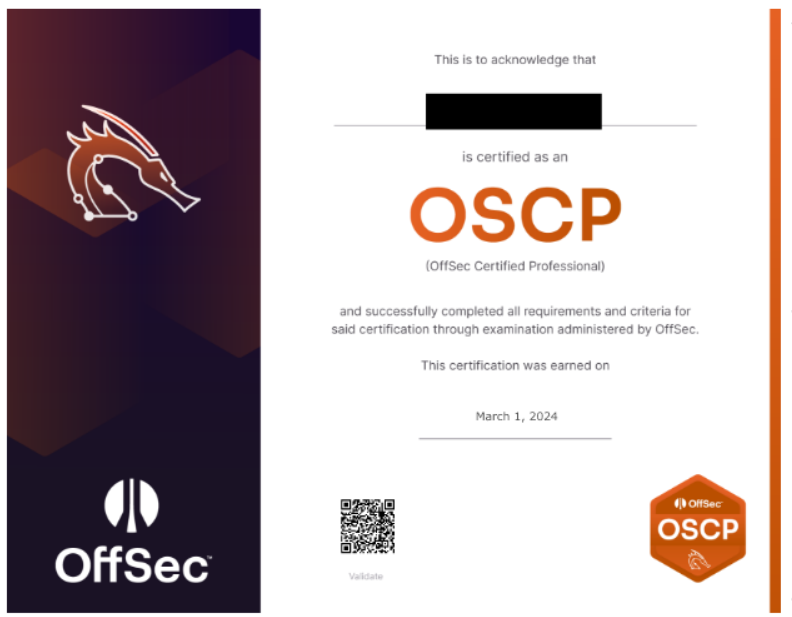 This is to acknowledge that
is certified as an
OSCP
(OffSec Certified Professional)
and successfully completed all requirements and criteria for
said certification through examination administered by OffSec.
This certification was earned on
March 1, 2024
OffSec™
Validate
OffSec
OSCP